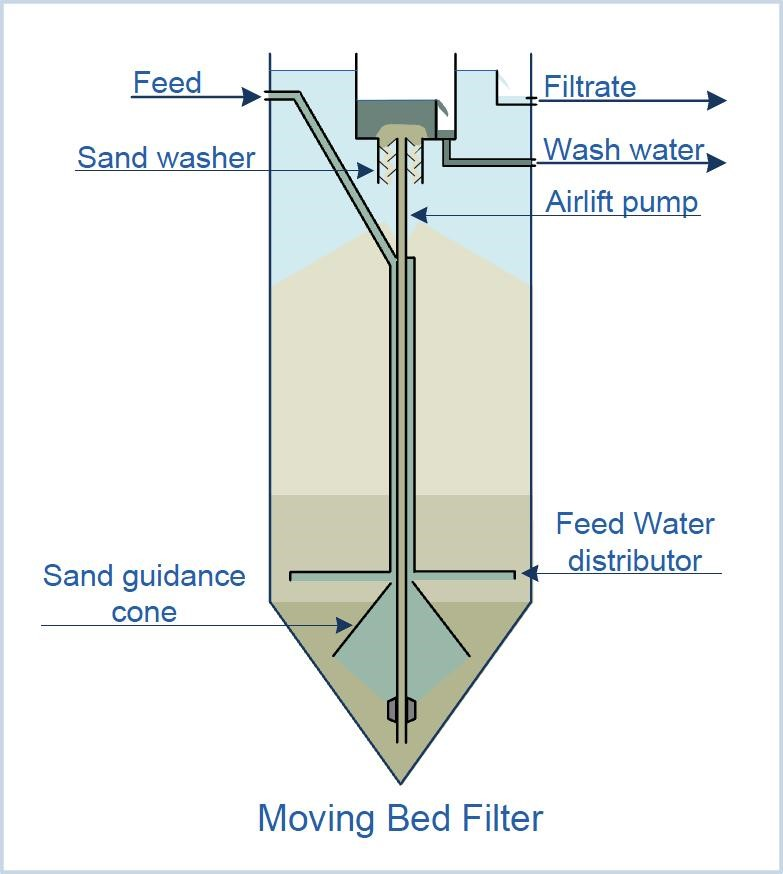 Feed
Filtrate
Sand washer
Wash water
Airlift pump
Feed Water
distributor
Sand guidance
cone
Moving Bed Filter